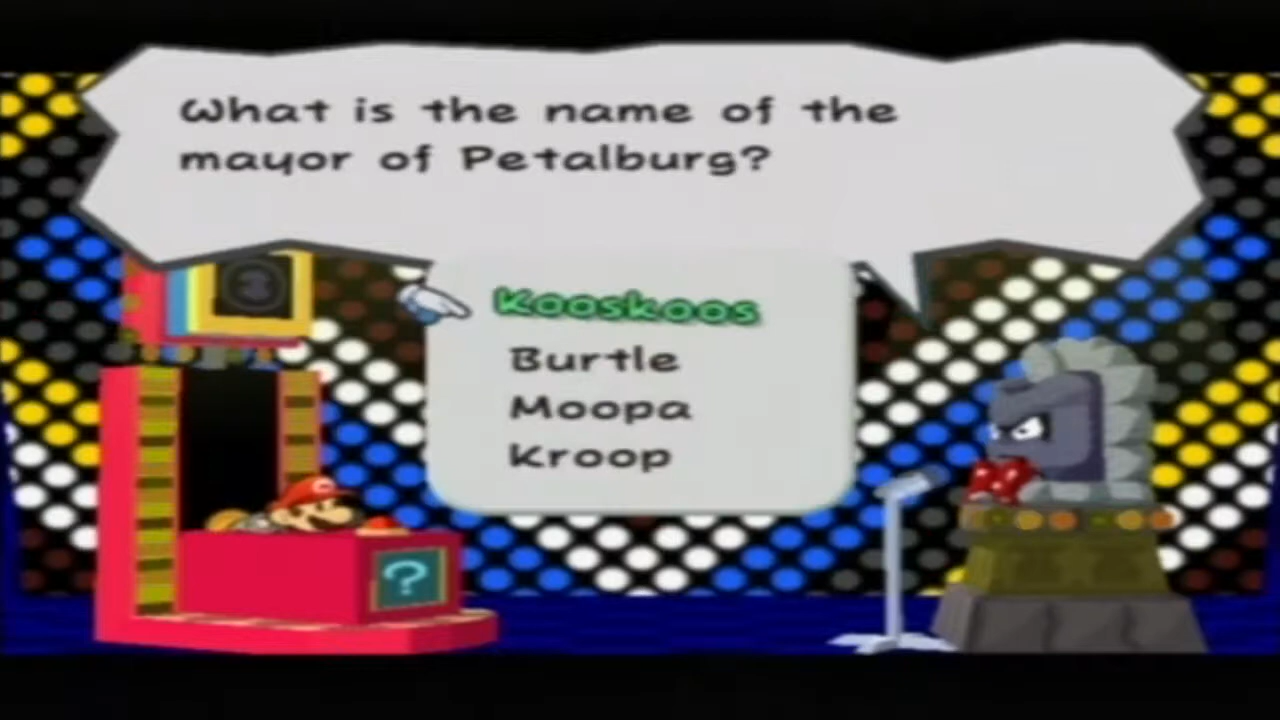 What is the name of the
mayor of Petalburg?
Kooskoos
Burtle
Moopa
Kroop
?